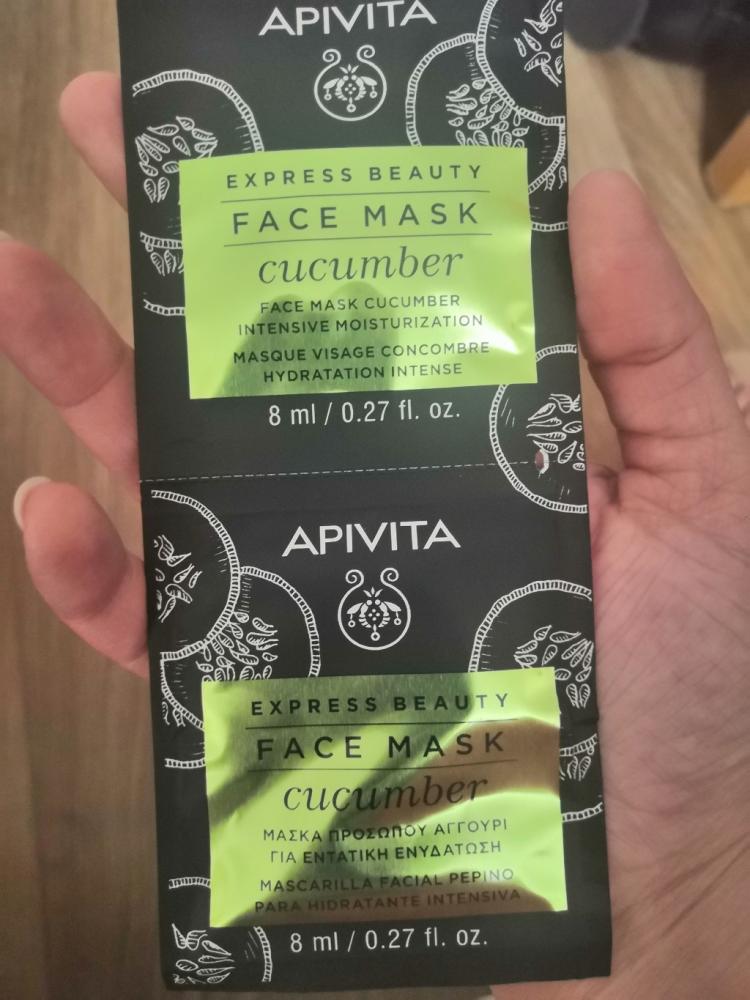 APIVITA
EXPRESS BEAUTY
FACE MASK
cucumber
FACE MASK CUCUMBER
INTENSIVE MOISTURIZATION
MASQUE VISAGE CONCOMBRE
HYDRATATION INTENSE
8 ml / 0.27 fl. oz.
APIVITA
EXPRESS BEAUTY
FACE MASK
cucumber
ΜΑΣΚΑ ΠΡΟΣΩΠΟΥ ΑΓΓΟΥΡΙ
ΓΙΑ ΕΝΤΑΤΙΚΗ ΕΝΥΔΑΤΩΣΗ
MASCARILLA FACIAL PEPINO
PARA HIDRATANTE INTENSIVA
8 ml / 0.27 fl. oz.